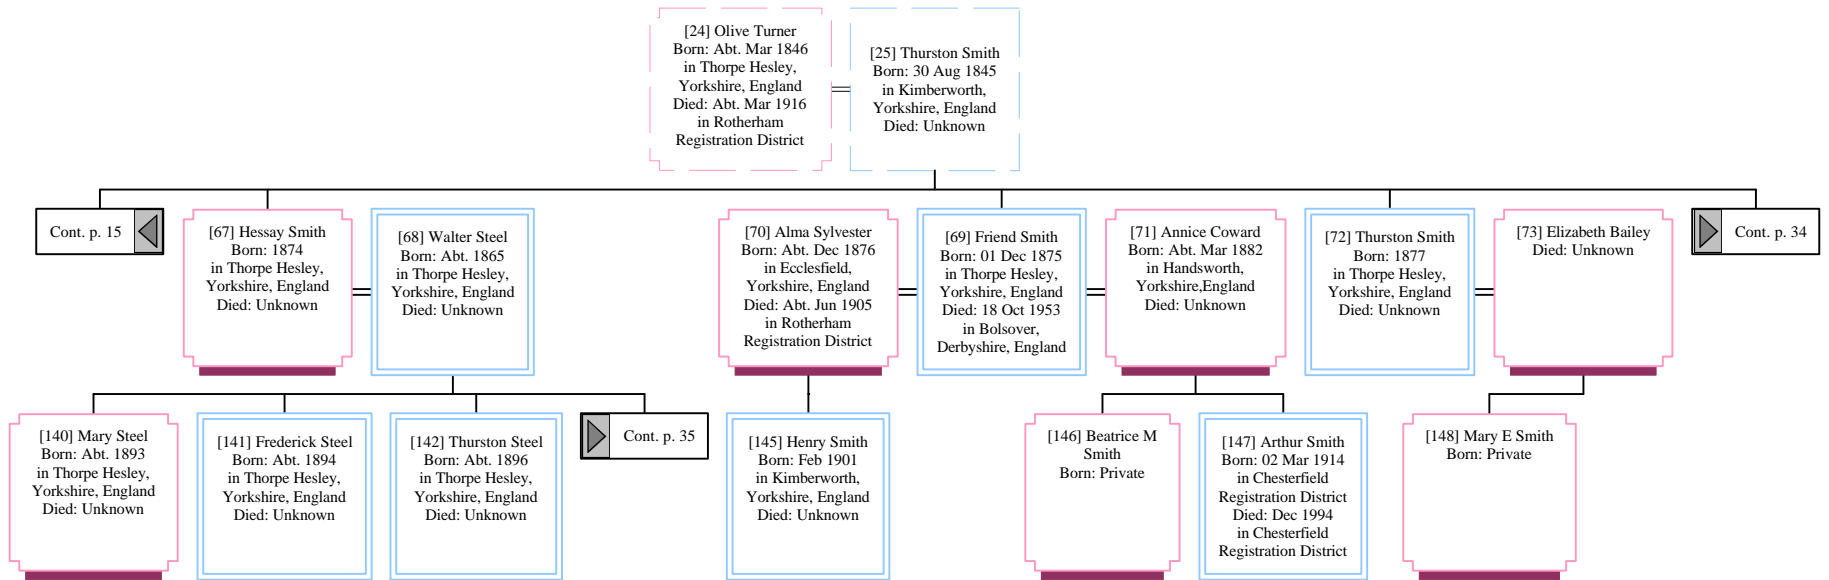 [24] Olive Turner
Born: Abt. Mar 1846
in Thorpe Hesley,
Yorkshire, England
Died: Abt. Mar 1916
in Rotherham
Registration District
[25] Thurston Smith
Born: 30 Aug 1845
in Kimberworth,
Yorkshire, England
Died: Unknown
Cont. p. 15
[67] Hessay Smith
Born: 1874
in Thorpe Hesley,
Yorkshire, England
Died: Unknown
[68] Walter Steel
Born: Abt. 1865
in Thorpe Hesley,
Yorkshire, England
Died: Unknown
[70] Alma Sylvester
Born: Abt. Dec 1876
in Ecclesfield,
Yorkshire, England
Died: Abt. Jun 1905
in Rotherham
Registration District
[69] Friend Smith
Born: 01 Dec 1875
in Thorpe Hesley,
Yorkshire, England
Died: 18 Oct 1953
in Bolsover,
Derbyshire, England
[71] Annice Coward
Born: Abt. Mar 1882
in Handsworth,
Yorkshire,England
Died: Unknown
[72] Thurston Smith
Born: 1877
in Thorpe Hesley,
Yorkshire, England
Died: Unknown
[73] Elizabeth Bailey
Died: Unknown
Cont. p. 34
[140] Mary Steel
Born: Abt. 1893
in Thorpe Hesley,
Yorkshire, England
Died: Unknown
[141] Frederick Steel
Born: Abt. 1894
in Thorpe Hesley,
Yorkshire, England
Died: Unknown
[142] Thurston Steel
Born: Abt. 1896
in Thorpe Hesley,
Yorkshire, England
Died: Unknown
Cont. p. 35
[145] Henry Smith
Born: Feb 1901
in Kimberworth,
Yorkshire, England
Died: Unknown
[146] Beatrice M
Smith
Born: Private
[147] Arthur Smith
Born: 02 Mar 1914
in Chesterfield
Registration District
Died: Dec 1994
in Chesterfield
Registration District
[148] Mary E Smith
Born: Private